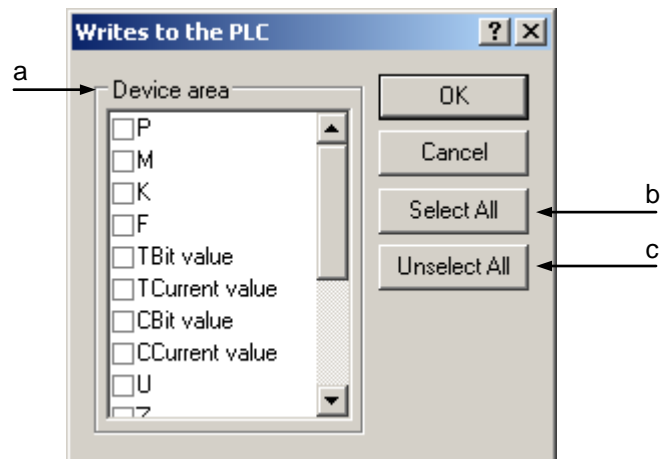 Writes to the PLC
a
Device area
P
M
K
F
TBit value
TCurrent value
CBit value
CCurrent value
U
Z
OK
Cancel
Select All
b
Unselect All
c